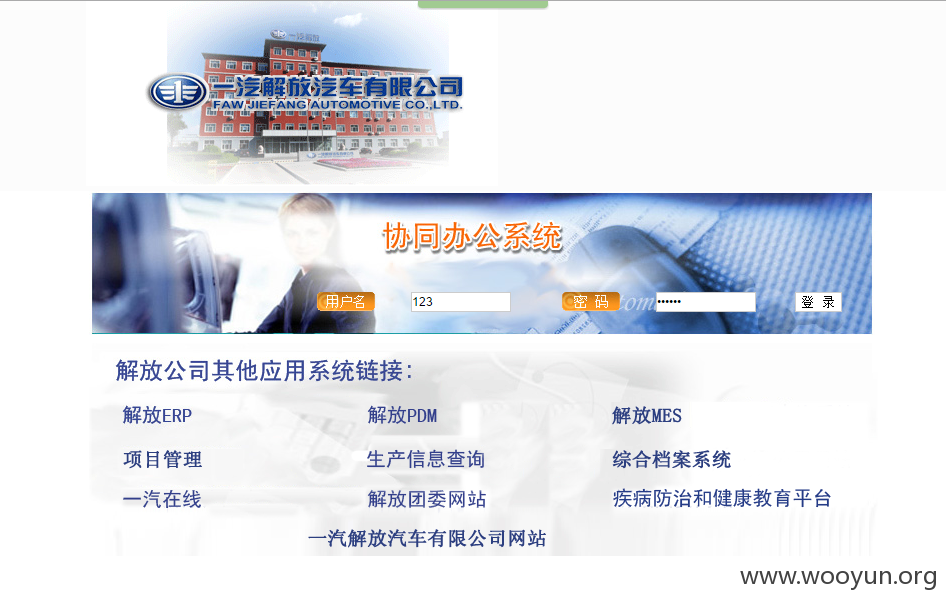 一汽解放
一汽解放汽车有限公司
FAW JIEFANG AUTOMOTIVE CO.,LTD.
协同办公系统
用户名 123 密 码 •••••• 登 录
解放公司其他应用系统链接:
解放ERP 解放PDM 解放MES
项目管理 生产信息查询 综合档案系统
一汽在线 解放团委网站 疾病防治和健康教育平台
一汽解放汽车有限公司网站
www.wooyun.org